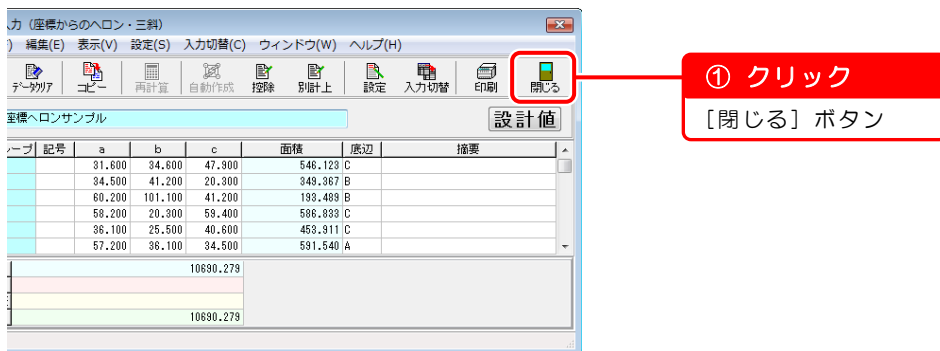 力（座標からのヘロン・三斜）
) 編集(E) 表示(V) 設定(S) 入力切替(C) ウィンドウ(W) ヘルプ(H)
データクリア コピー 再計算 自動作成 控除 別計上 設定 入力切替 印刷 閉じる
① クリック
［閉じる］ボタン
座標ヘロンサンプル 設計値
ループ 記号 a b c 面積 底辺 摘要
31.600 34.600 47.900 546.123 C
34.500 41.200 20.300 349.367 B
60.200 101.100 41.200 193.489 B
58.200 20.300 59.400 586.833 C
36.100 25.500 40.600 453.911 C
57.200 36.100 34.500 591.540 A
10690.279
10690.279